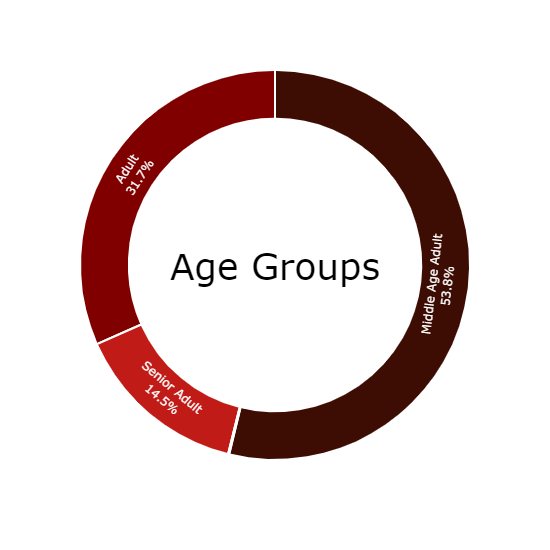 Adult
31.7%
Age Groups
Middle Age Adult
53.8%
Senior Adult
14.5%